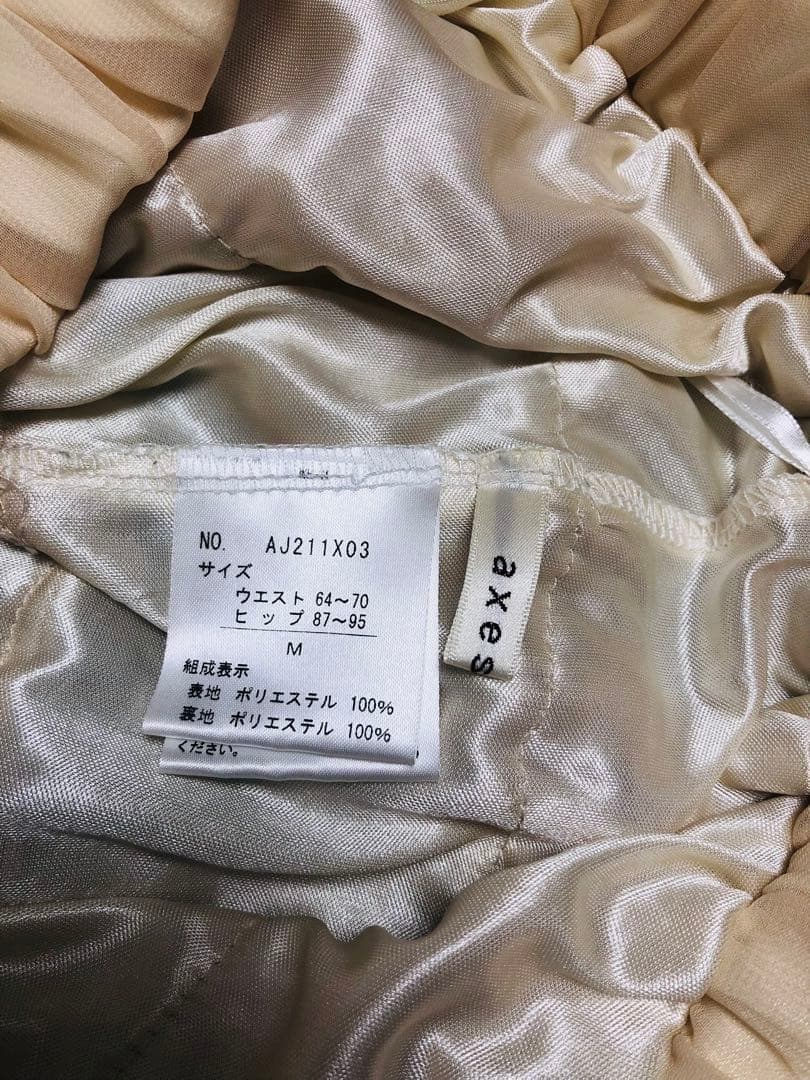 NO. AJ211X03
サイズ
ウエスト 64～70
ヒップ 87～95
M
組成表示
表地 ポリエステル 100%
裏地 ポリエステル 100%
ください。
axes